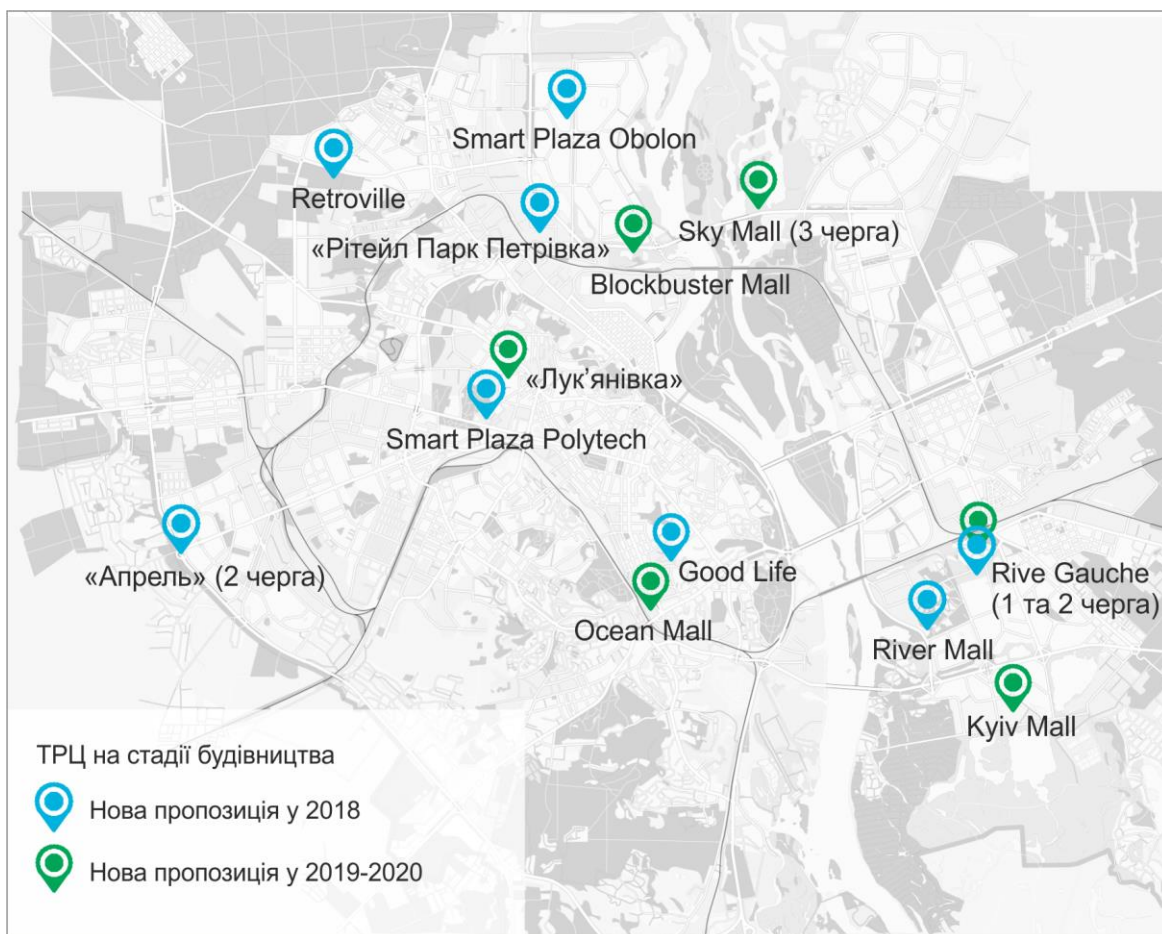 Smart Plaza Obolon
Retroville
Sky Mall (3 черга)
«Рітейл Парк Петрівка»
Blockbuster Mall
«Лук’янівка»
Smart Plaza Polytech
«Апрель» (2 черга)
Good Life
Rive Gauche
(1 та 2 черга)
Ocean Mall
River Mall
Kyiv Mall
ТРЦ на стадії будівництва
Нова пропозиція у 2018
Нова пропозиція у 2019-2020